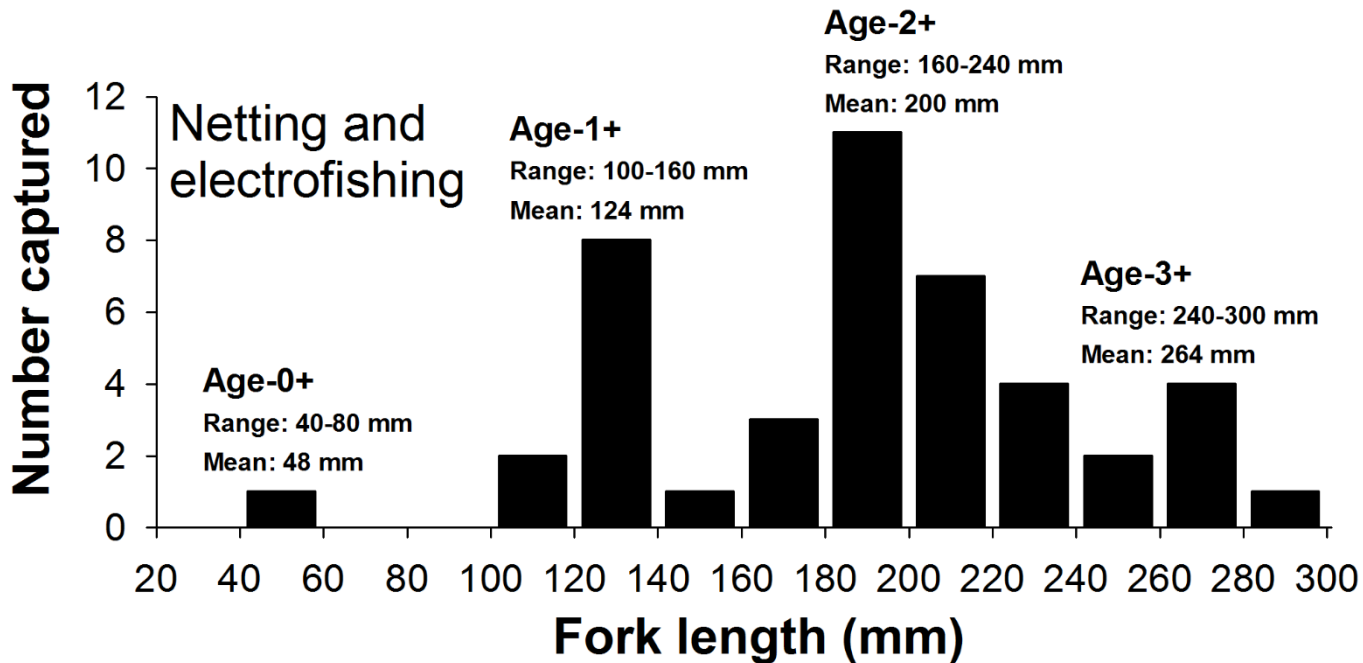 Number captured
12
10
8
6
4
2
0
Netting and
electrofishing
Age-0+
Range: 40-80 mm
Mean: 48 mm
Age-1+
Range: 100-160 mm
Mean: 124 mm
Age-2+
Range: 160-240 mm
Mean: 200 mm
Age-3+
Range: 240-300 mm
Mean: 264 mm
20 40 60 80 100 120 140 160 180 200 220 240 260 280 300
Fork length (mm)